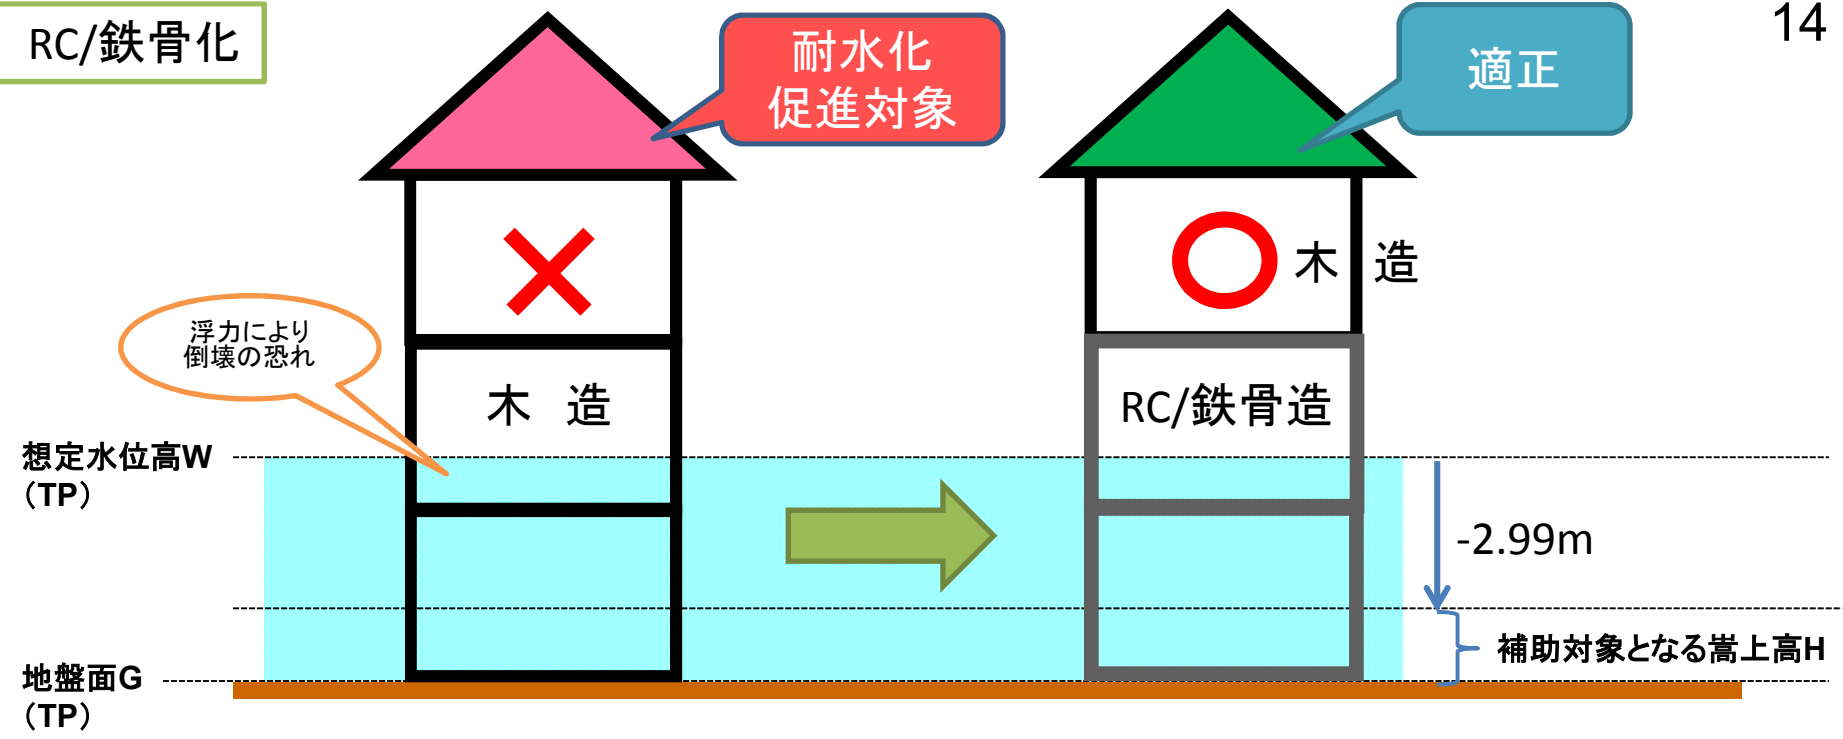 RC/鉄骨化
耐水化
促進対象
適正
14
木 造
浮力により
倒壊の恐れ
木 造
RC/鉄骨造
想定水位高W
（TP）
-2.99m
補助対象となる嵩上高H
地盤面G
（TP）